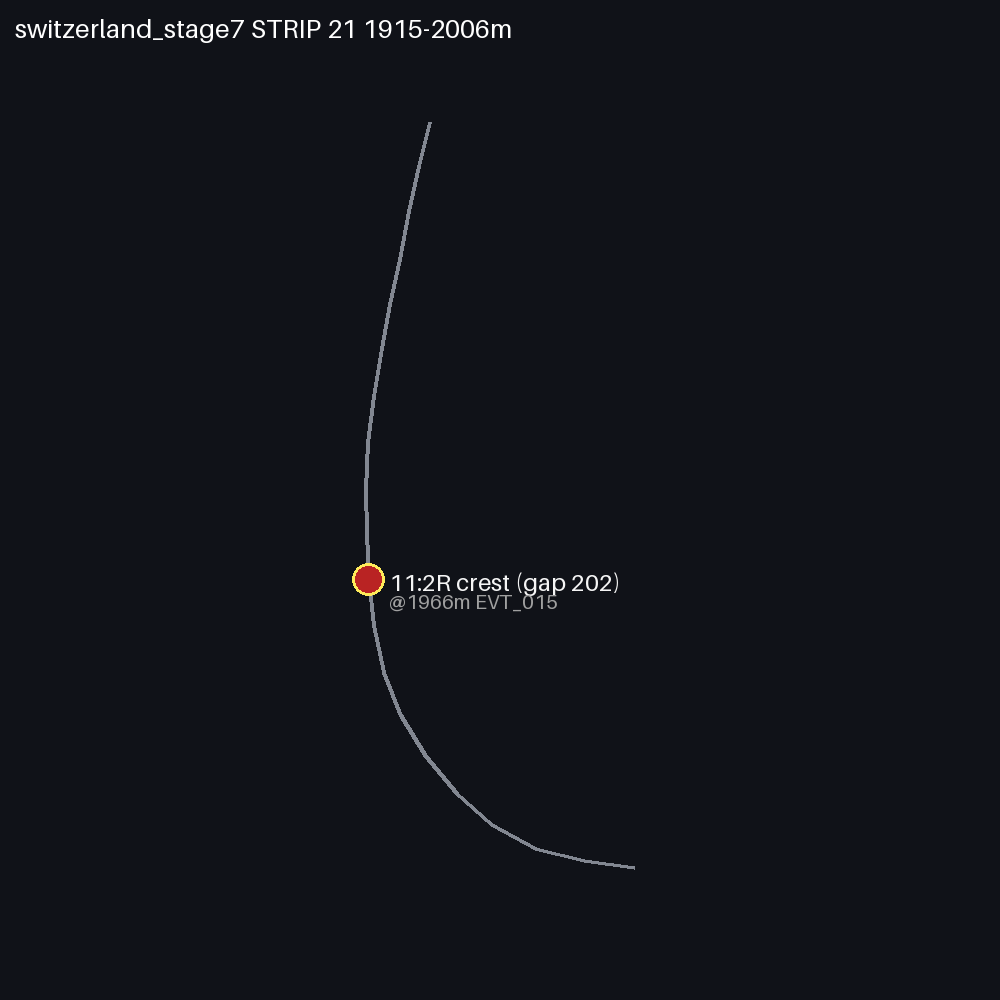 switzerland_stage7 STRIP 21 1915-2006m
11:2R crest (gap 202)
@1966m EVT_015